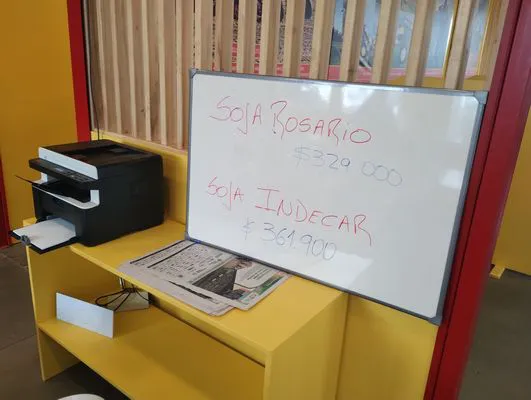 SOJA ROSARIO
$329 000
SOJA INDECAR
$ 361.900